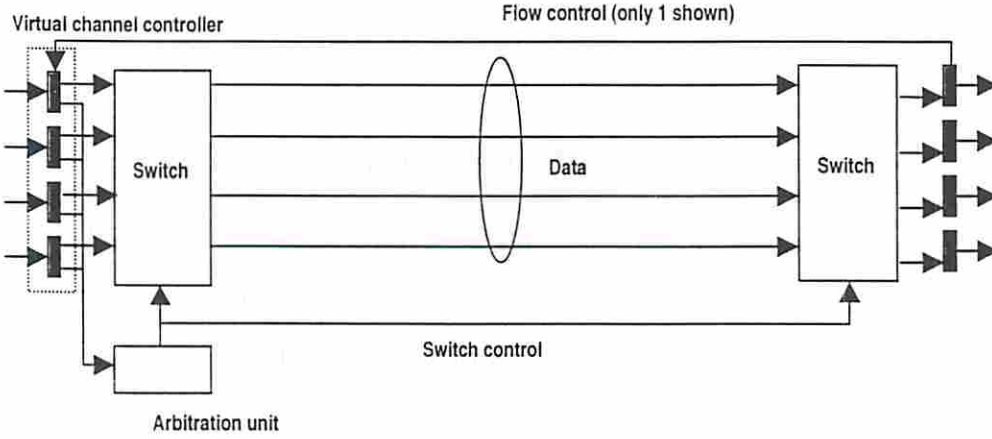 Flow control (only 1 shown)
Virtual channel controller
Switch
Data
Switch
Switch control
Arbitration unit